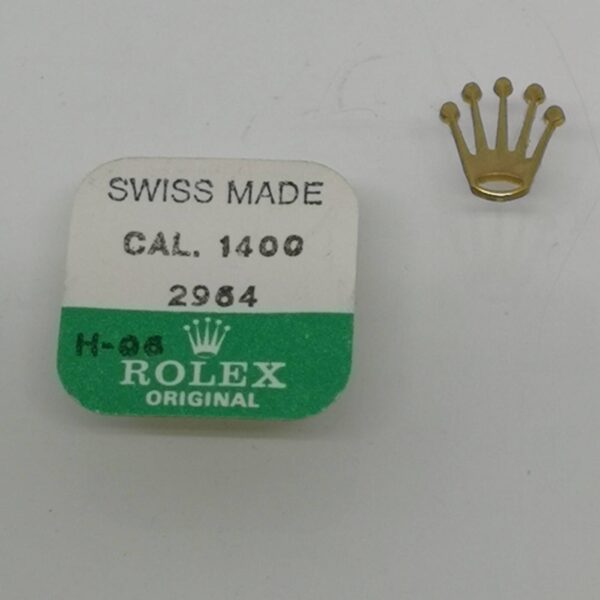 SWISS MADE
CAL. 1400
2964
H-06
ROLEX
ORIGINAL